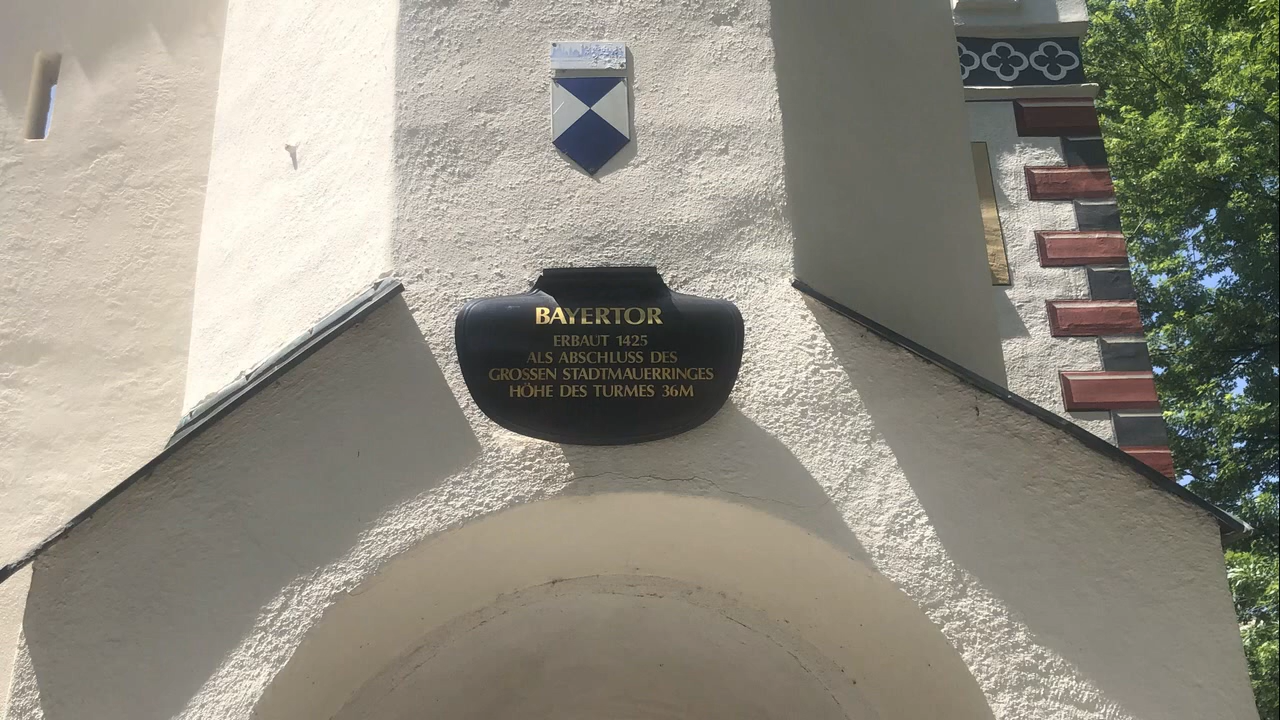 BAYERTOR
ERBAUT 1425
ALS ABSCHLUSS DES
GROSSEN STADTMAUERRINGES
HÖHE DES TURMES 36M